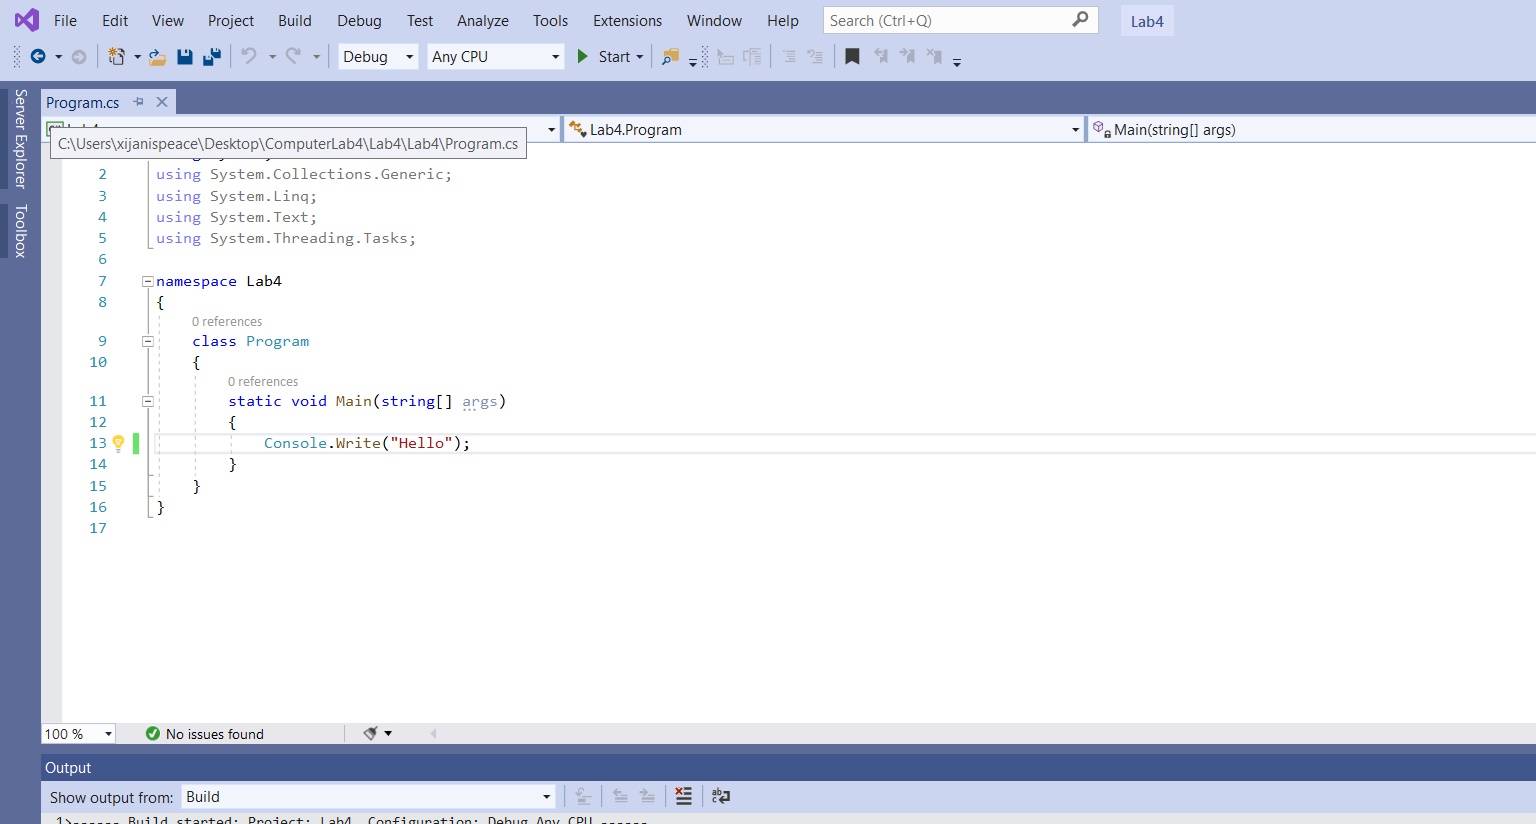 File Edit View Project Build Debug Test Analyze Tools Extensions Window Help Search (Ctrl+Q) Lab4
Debug Any CPU Start
Server Explorer
Toolbox
Program.cs
Lab4.Program Main(string[] args)
C:\Users\xijanispeace\Desktop\ComputerLab4\Lab4\Lab4\Program.cs
2 using System.Collections.Generic;
3 using System.Linq;
4 using System.Text;
5 using System.Threading.Tasks;
6
7 namespace Lab4
8 {
0 references
9 class Program
10 {
0 references
11 static void Main(string[] args)
12 {
13 Console.Write("Hello");
14 }
15 }
16 }
17
100 % No issues found
Output
Show output from: Build
1>------ Build started: Project: Lab4, Configuration: Debug Any CPU ------